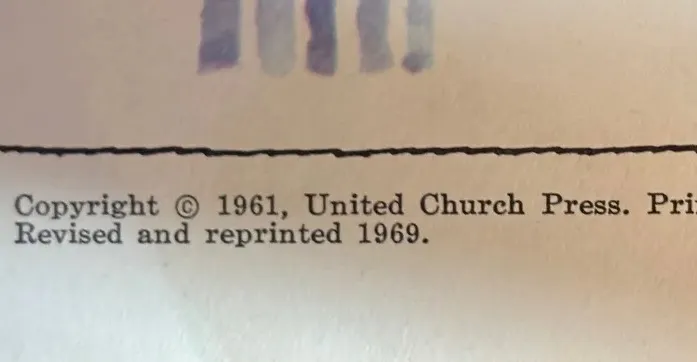 Copyright © 1961, United Church Press.
Revised and reprinted 1969.